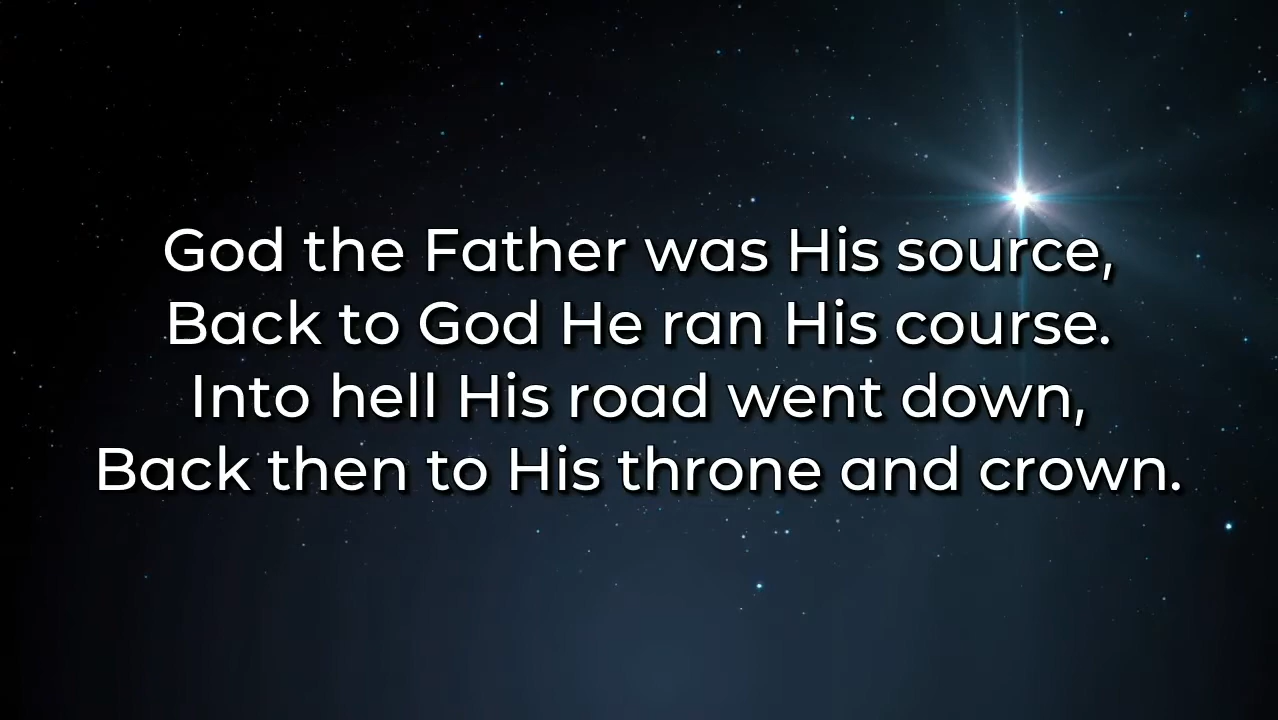 God the Father was His source,
Back to God He ran His course.
Into hell His road went down,
Back then to His throne and crown.